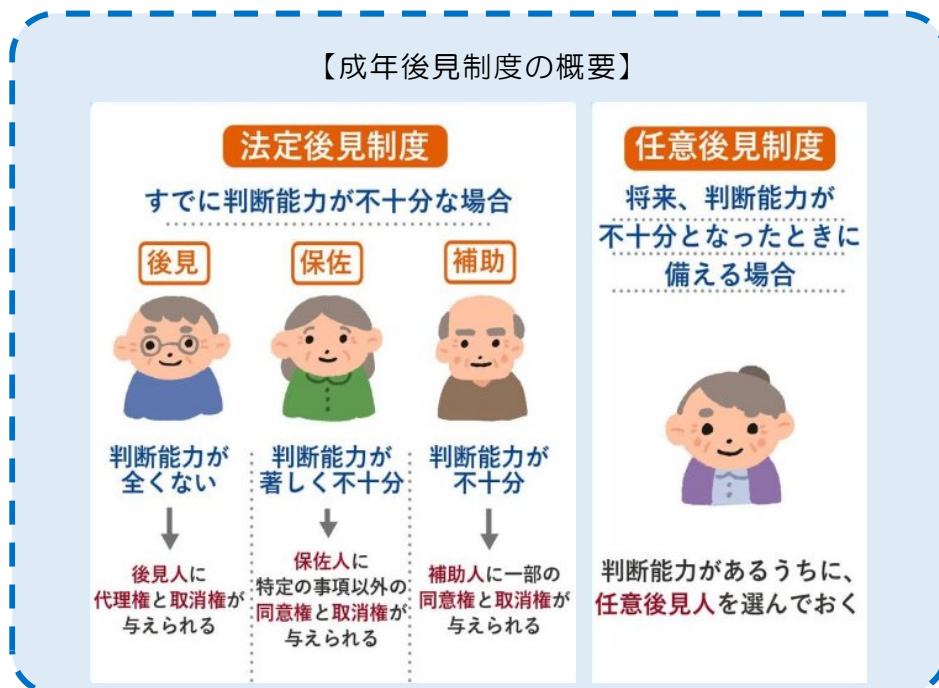 【成年後見制度の概要】
法定後見制度
すでに判断能力が不十分な場合
後見
判断能力が
全くない
後見人に
代理権と取消権が
与えられる
保佐
判断能力が
著しく不十分
保佐人に
特定の事項以外の
同意権と取消権が
与えられる
補助
判断能力が
不十分
補助人に一部の
同意権と取消権が
与えられる
任意後見制度
将来、判断能力が
不十分となったときに
備える場合
判断能力があるうちに、
任意後見人を選んでおく